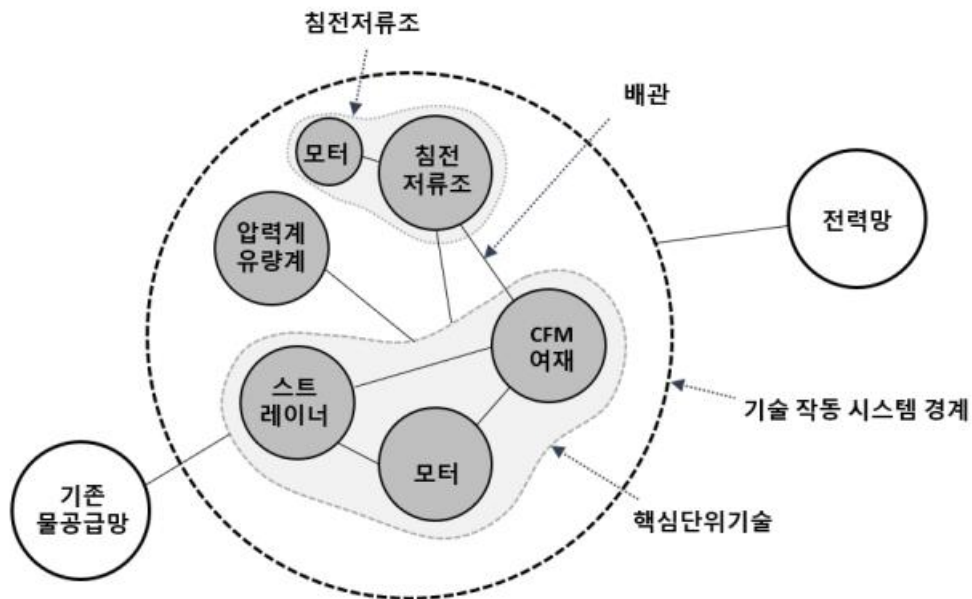 침전저류조
배관
모터
침전
저류조
전력망
압력계
유량계
CFM
여재
스트
레이너
기술 작동 시스템 경계
모터
기존
물공급망
핵심단위기술